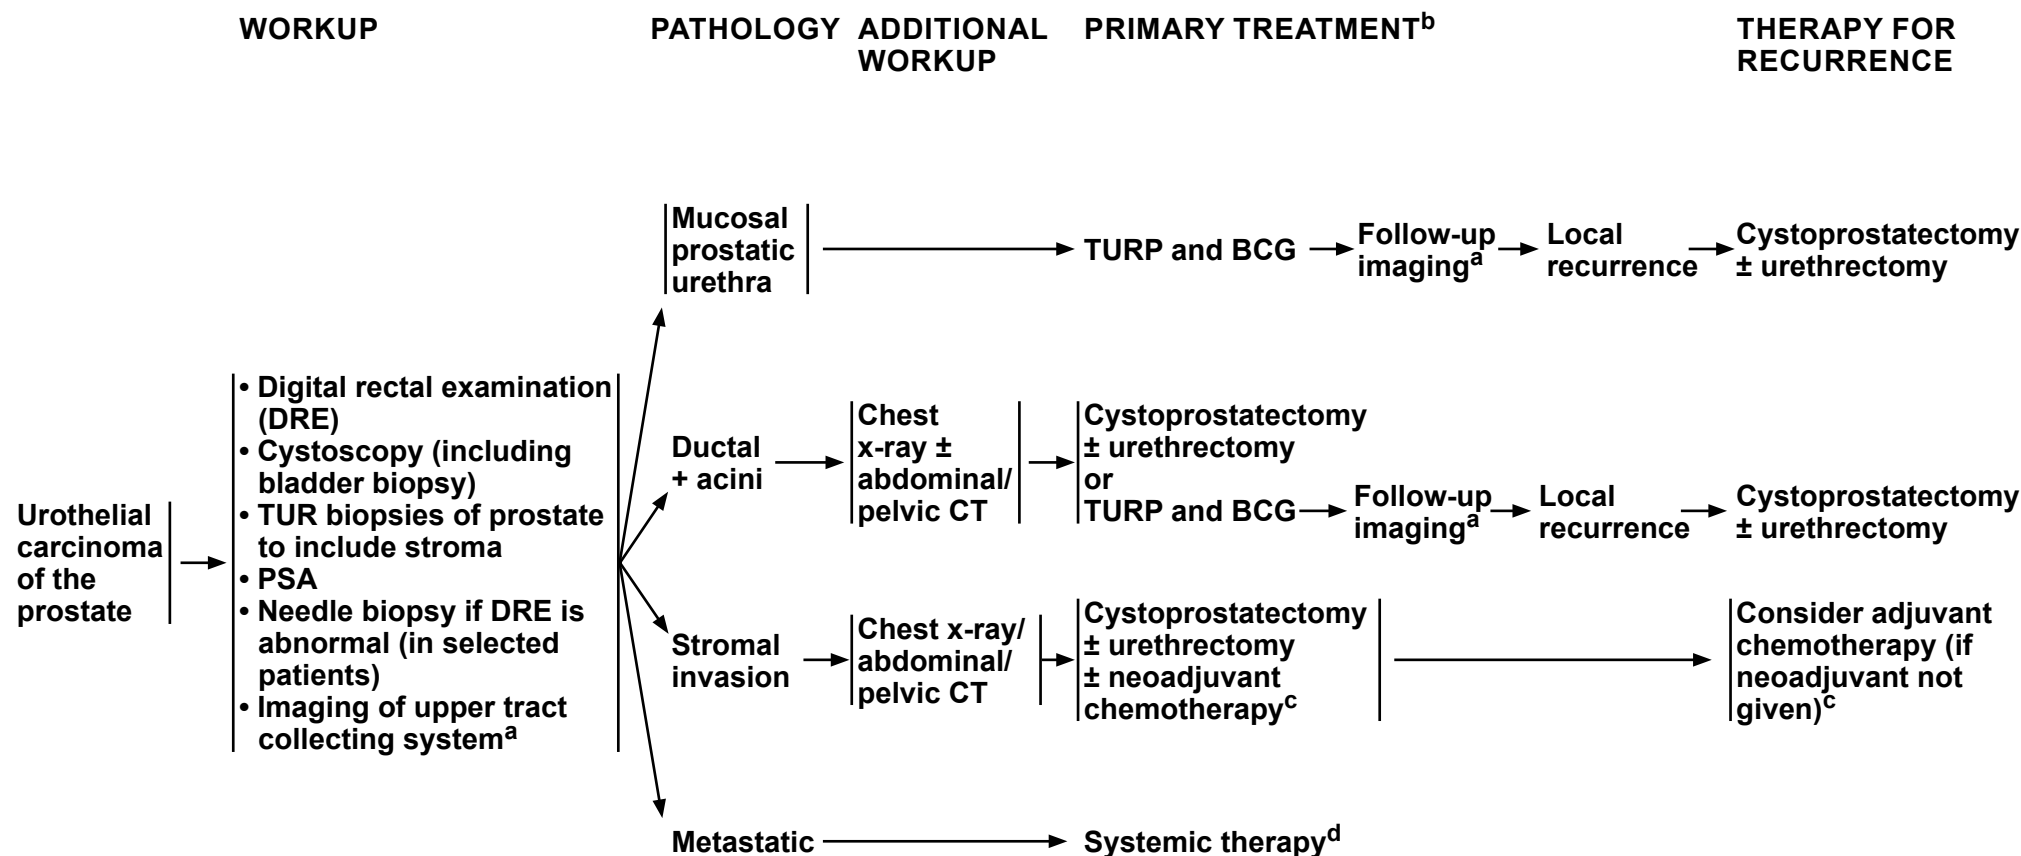 WORKUP
PATHOLOGY
ADDITIONAL
WORKUP
PRIMARY TREATMENTb
THERAPY FOR
RECURRENCE
Urothelial
carcinoma
of the
prostate
• Digital rectal examination
(DRE)
• Cystoscopy (including
bladder biopsy)
• TUR biopsies of prostate
to include stroma
• PSA
• Needle biopsy if DRE is
abnormal (in selected
patients)
• Imaging of upper tract
collecting systema
Mucosal
prostatic
urethra
TURP and BCG
Follow-up
imaginga
Local
recurrence
Cystoprostatectomy
± urethrectomy
Ductal
+ acini
Chest
x-ray ±
abdominal/
pelvic CT
Cystoprostatectomy
± urethrectomy
or
TURP and BCG
Follow-up
imaginga
Local
recurrence
Cystoprostatectomy
± urethrectomy
Stromal
invasion
Chest x-ray/
abdominal/
pelvic CT
Cystoprostatectomy
± urethrectomy
± neoadjuvant
chemotherapyc
Consider adjuvant
chemotherapy (if
neoadjuvant not
given)c
Metastatic
Systemic therapyd